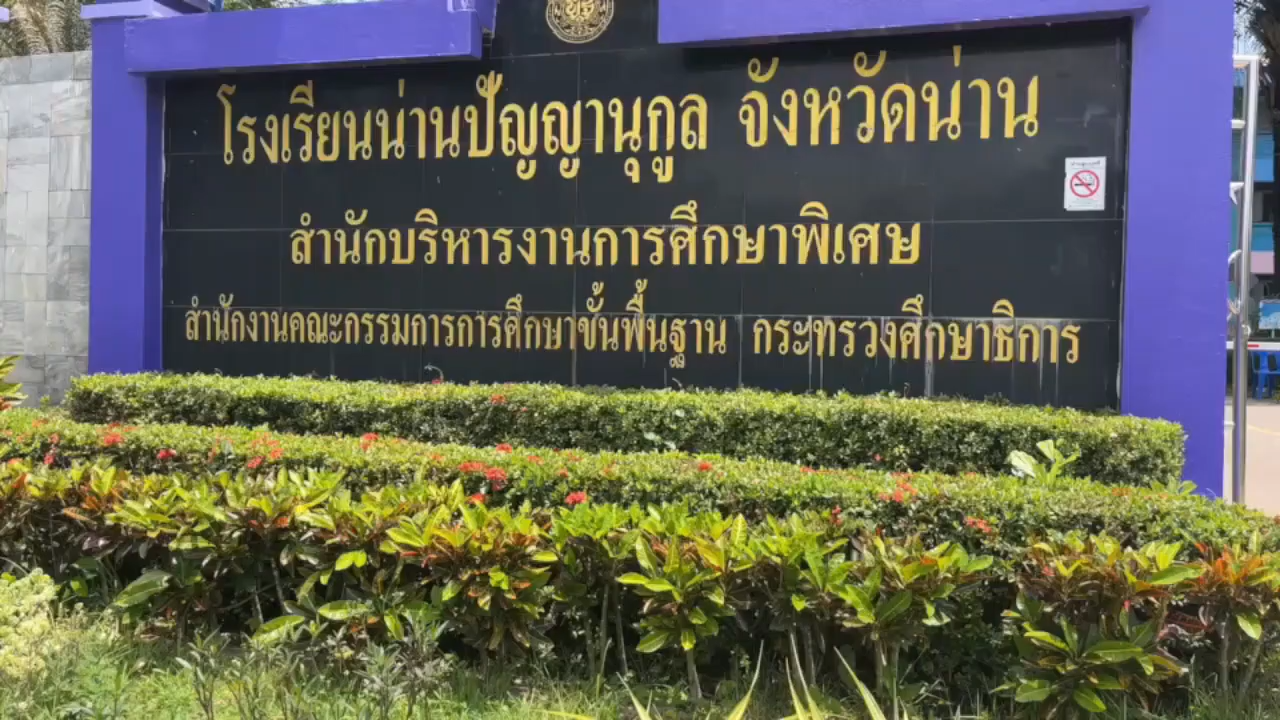 โรงเรียนน่านปัญญานุกูล จังหวัดน่าน
สำนักบริหารงานการศึกษาพิเศษ
สำนักงานคณะกรรมการการศึกษาขั้นพื้นฐาน กระทรวงศึกษาธิการ